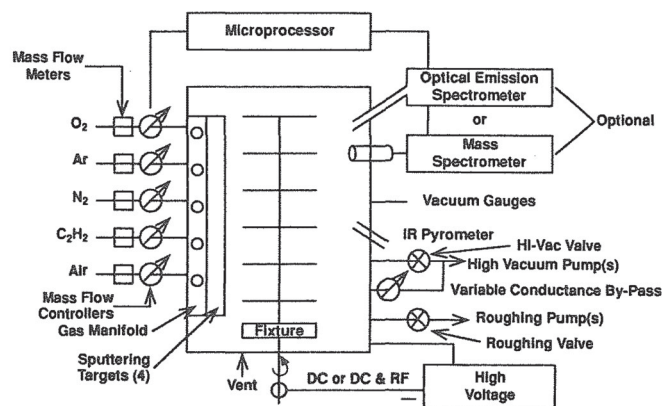 Microprocessor
Mass Flow
Meters
Optical Emission
Spectrometer
or
Optional
Mass
Spectrometer
O2
Ar
N2
C2H2
Air
Vacuum Gauges
IR Pyrometer
Hi-Vac Valve
High Vacuum Pump(s)
Variable Conductance By-Pass
Mass Flow
Controllers
Gas Manifold
Fixture
Roughing Pump(s)
Roughing Valve
Sputtering
Targets (4)
Vent
DC or DC & RF
High
Voltage